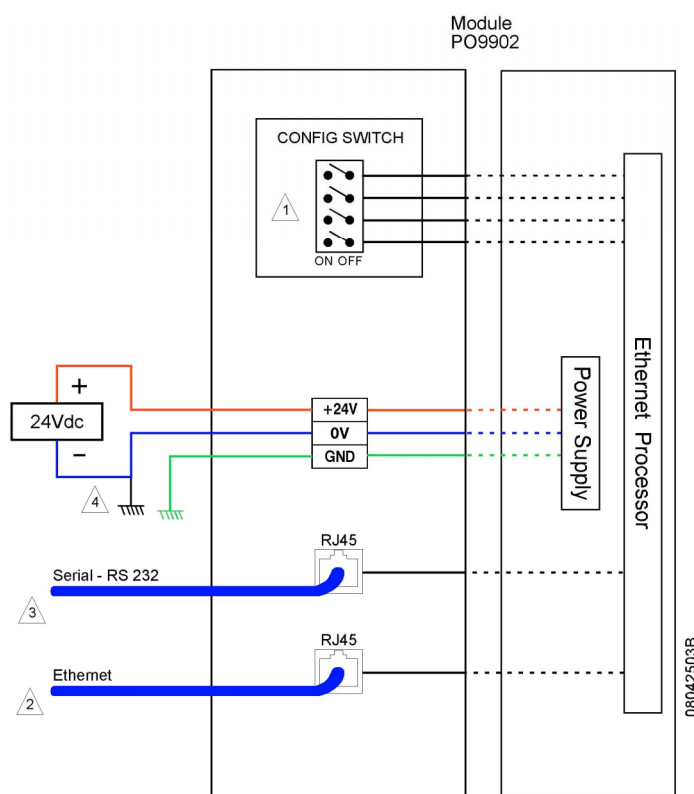 Module
PO9902
CONFIG SWITCH
1
ON OFF
+
24Vdc
−
4
+24V
0V
GND
Power Supply
Ethernet Processor
RJ45
Serial - RS 232
3
RJ45
Ethernet
2
08042503B